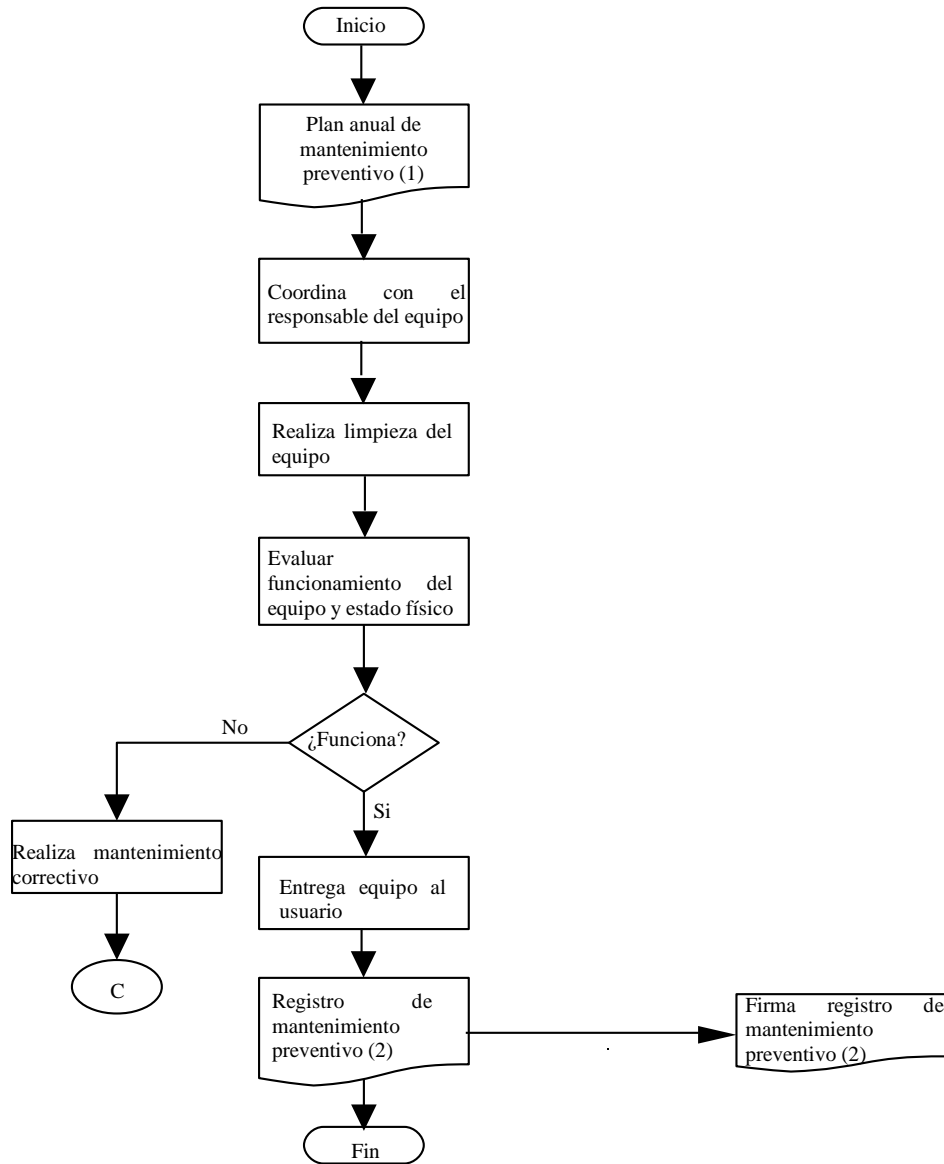 Inicio
Plan anual de
mantenimiento
preventivo (1)
Coordina con el
responsable del equipo
Realiza limpieza del
equipo
Evaluar
funcionamiento del
equipo y estado físico
No
¿Funciona?
Si
Realiza mantenimiento
correctivo
Entrega equipo al
usuario
C
Registro de
mantenimiento
preventivo (2)
Firma registro de
mantenimiento
preventivo (2)
.
Fin